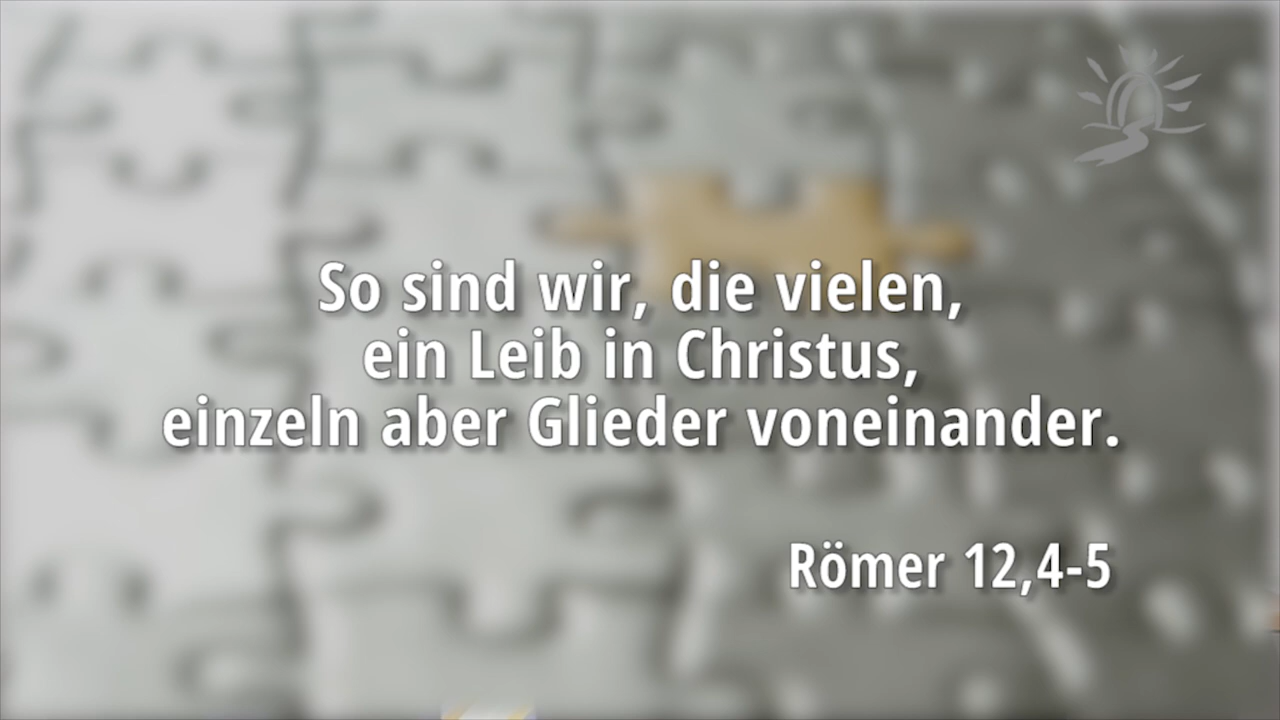 So sind wir, die vielen,
ein Leib in Christus,
einzeln aber Glieder voneinander.
Römer 12,4-5